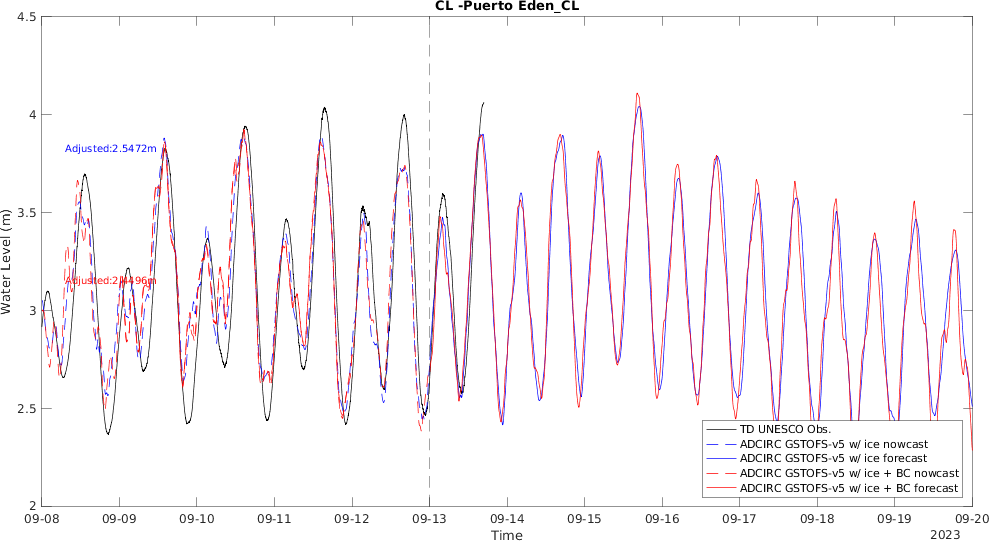 CL -Puerto Eden_CL
4.5
4
3.5
3
2.5
2
Water Level (m)
Adjusted:2.5472m
TD UNESCO Obs.
ADCIRC GSTOFS-v5 w/ ice nowcast
ADCIRC GSTOFS-v5 w/ ice forecast
ADCIRC GSTOFS-v5 w/ ice + BC nowcast
ADCIRC GSTOFS-v5 w/ ice + BC forecast
09-08 09-09 09-10 09-11 09-12 09-13 09-14 09-15 09-16 09-17 09-18 09-19 09-20
Time
2023